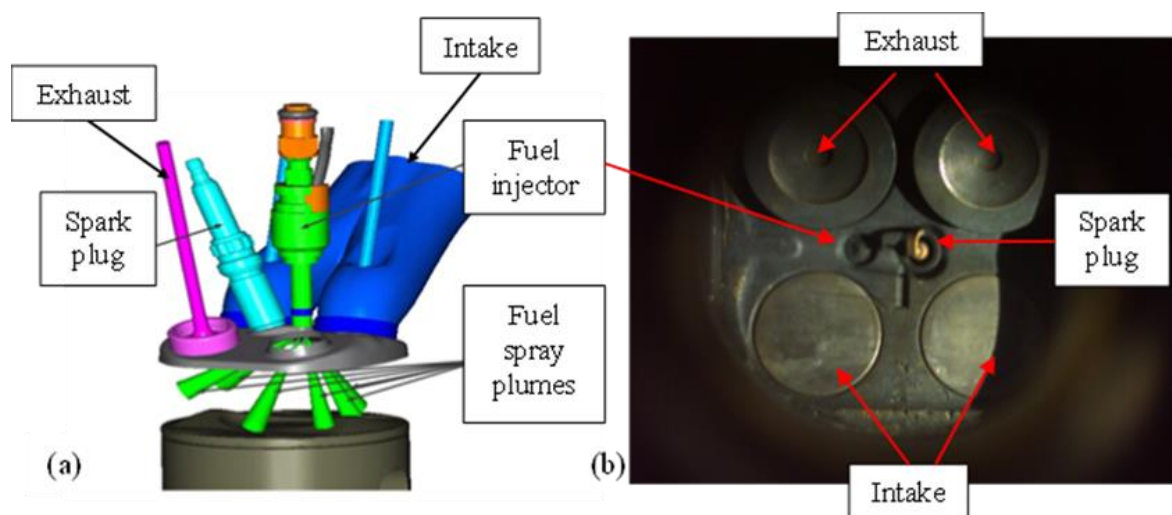 Exhaust
Intake
Spark
plug
Fuel
injector
Fuel
spray
plumes
(a)
Exhaust
Spark
plug
Intake
(b)